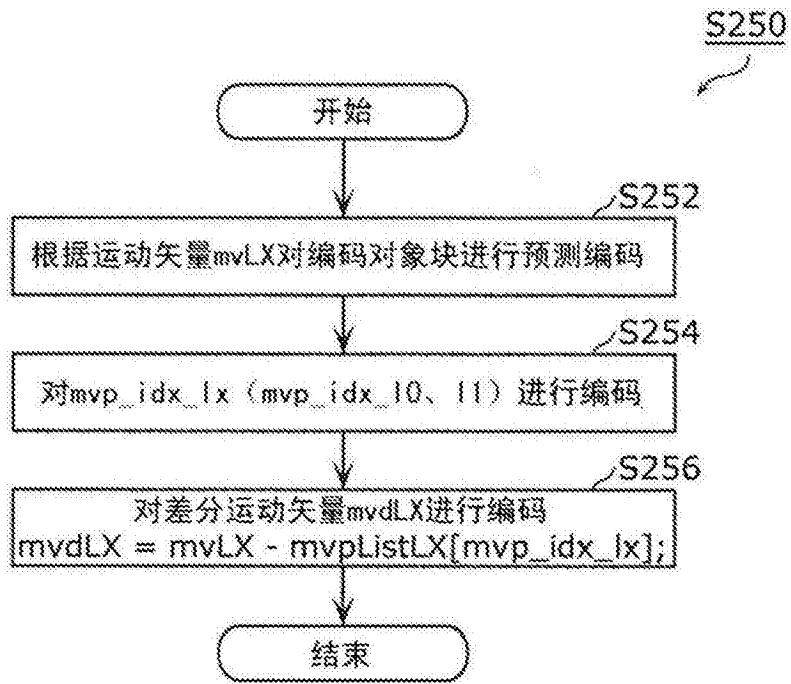 S250
开始
S252
根据运动矢量mvLX对编码对象块进行预测编码
S254
对mvp_idx_lx（mvp_idx_l0、l1）进行编码
S256
对差分运动矢量mvdLX进行编码
mvdLX = mvLX - mvpListLX[mvp_idx_lx];
结束